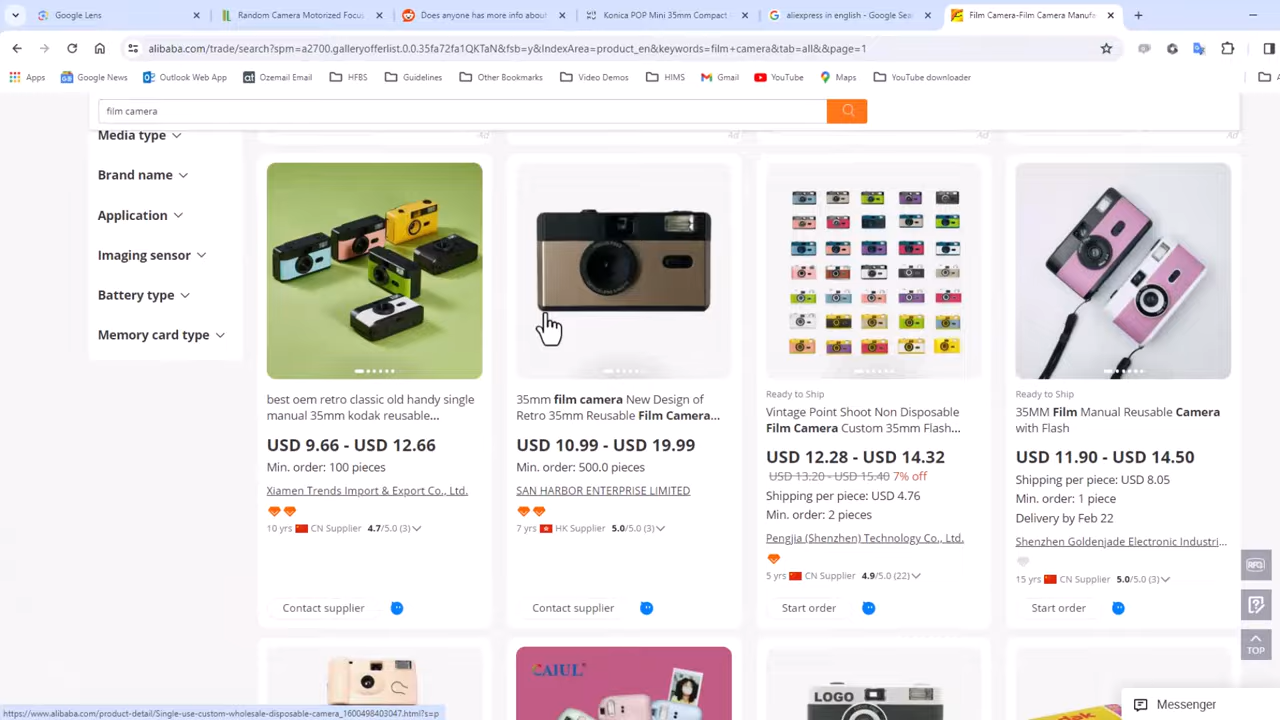 Google Lens
Random Camera Motorized Focus
Does anyone has more info about
Konica POP Mini 35mm Compact
aliexpress in english - Google Sea
Film Camera-Film Camera Manufa
alibaba.com/trade/search?spm=a2700.galleryofferlist.0.0.35fa72fa1QKTaN&fsb=y&IndexArea=product_en&keywords=film+camera&tab=all&&page=1
Apps
Google News
Outlook Web App
Ozemail Email
HFBS
Guidelines
Other Bookmarks
Video Demos
HIMS
Gmail
YouTube
Maps
YouTube downloader
film camera
Ad
Ad
Ad
Ad
Media type
Brand name
Application
Imaging sensor
Battery type
Memory card type
best oem retro classic old handy single
manual 35mm kodak reusable...
USD 9.66 - USD 12.66
Min. order: 100 pieces
Xiamen Trends Import & Export Co., Ltd.
10 yrs CN Supplier 4.7/5.0 (3)
Contact supplier
35mm film camera New Design of
Retro 35mm Reusable Film Camera...
USD 10.99 - USD 19.99
Min. order: 500.0 pieces
SAN HARBOR ENTERPRISE LIMITED
7 yrs HK Supplier 5.0/5.0 (3)
Contact supplier
Ready to Ship
Vintage Point Shoot Non Disposable
Film Camera Custom 35mm Flash...
USD 12.28 - USD 14.32
USD 13.20 - USD 15.40 7% off
Shipping per piece: USD 4.76
Min. order: 2 pieces
Pengjia (Shenzhen) Technology Co., Ltd.
5 yrs CN Supplier 4.9/5.0 (22)
Start order
Ready to Ship
35MM Film Manual Reusable Camera
with Flash
USD 11.90 - USD 14.50
Shipping per piece: USD 8.05
Min. order: 1 piece
Delivery by Feb 22
Shenzhen Goldenjade Electronic Industri...
15 yrs CN Supplier 5.0/5.0 (3)
Start order
RFQ
TOP
CAIUL
LOGO
Kodak
Messenger
https://www.alibaba.com/product-detail/Single-use-custom-wholesale-disposable-camera_1600498403047.html?s=p